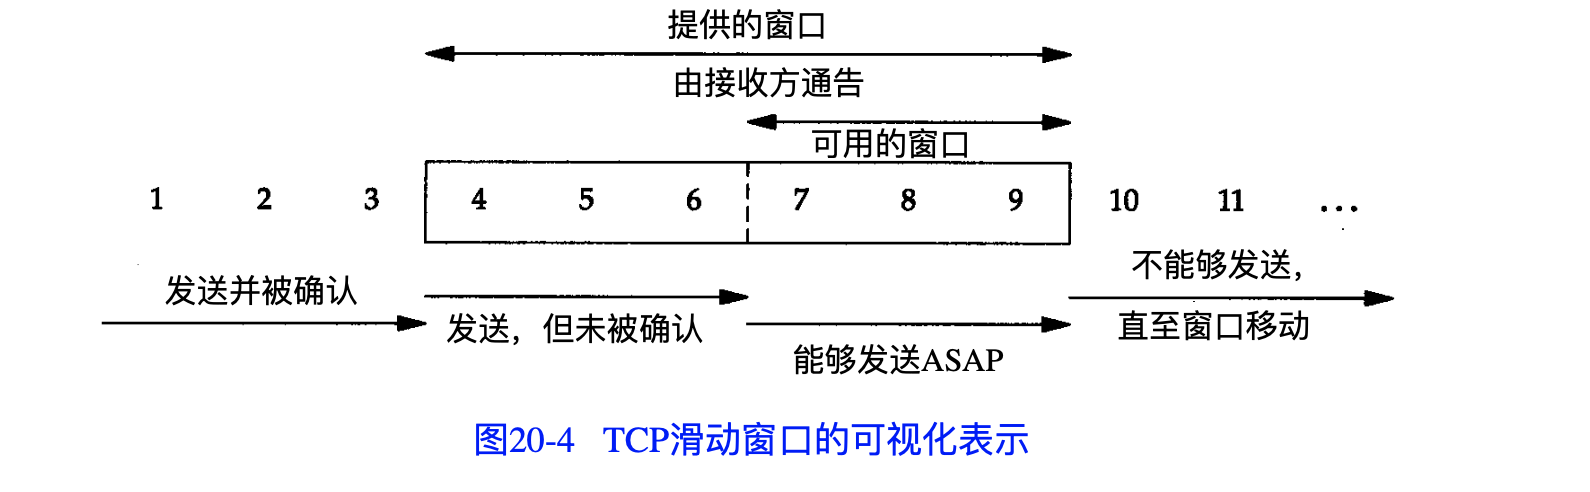 提供的窗口
由接收方通告
可用的窗口
1 2 3 4 5 6 7 8 9 10 11 ...
不能够发送，
发送并被确认
直至窗口移动
发送，但未被确认
能够发送ASAP
图20-4 TCP滑动窗口的可视化表示